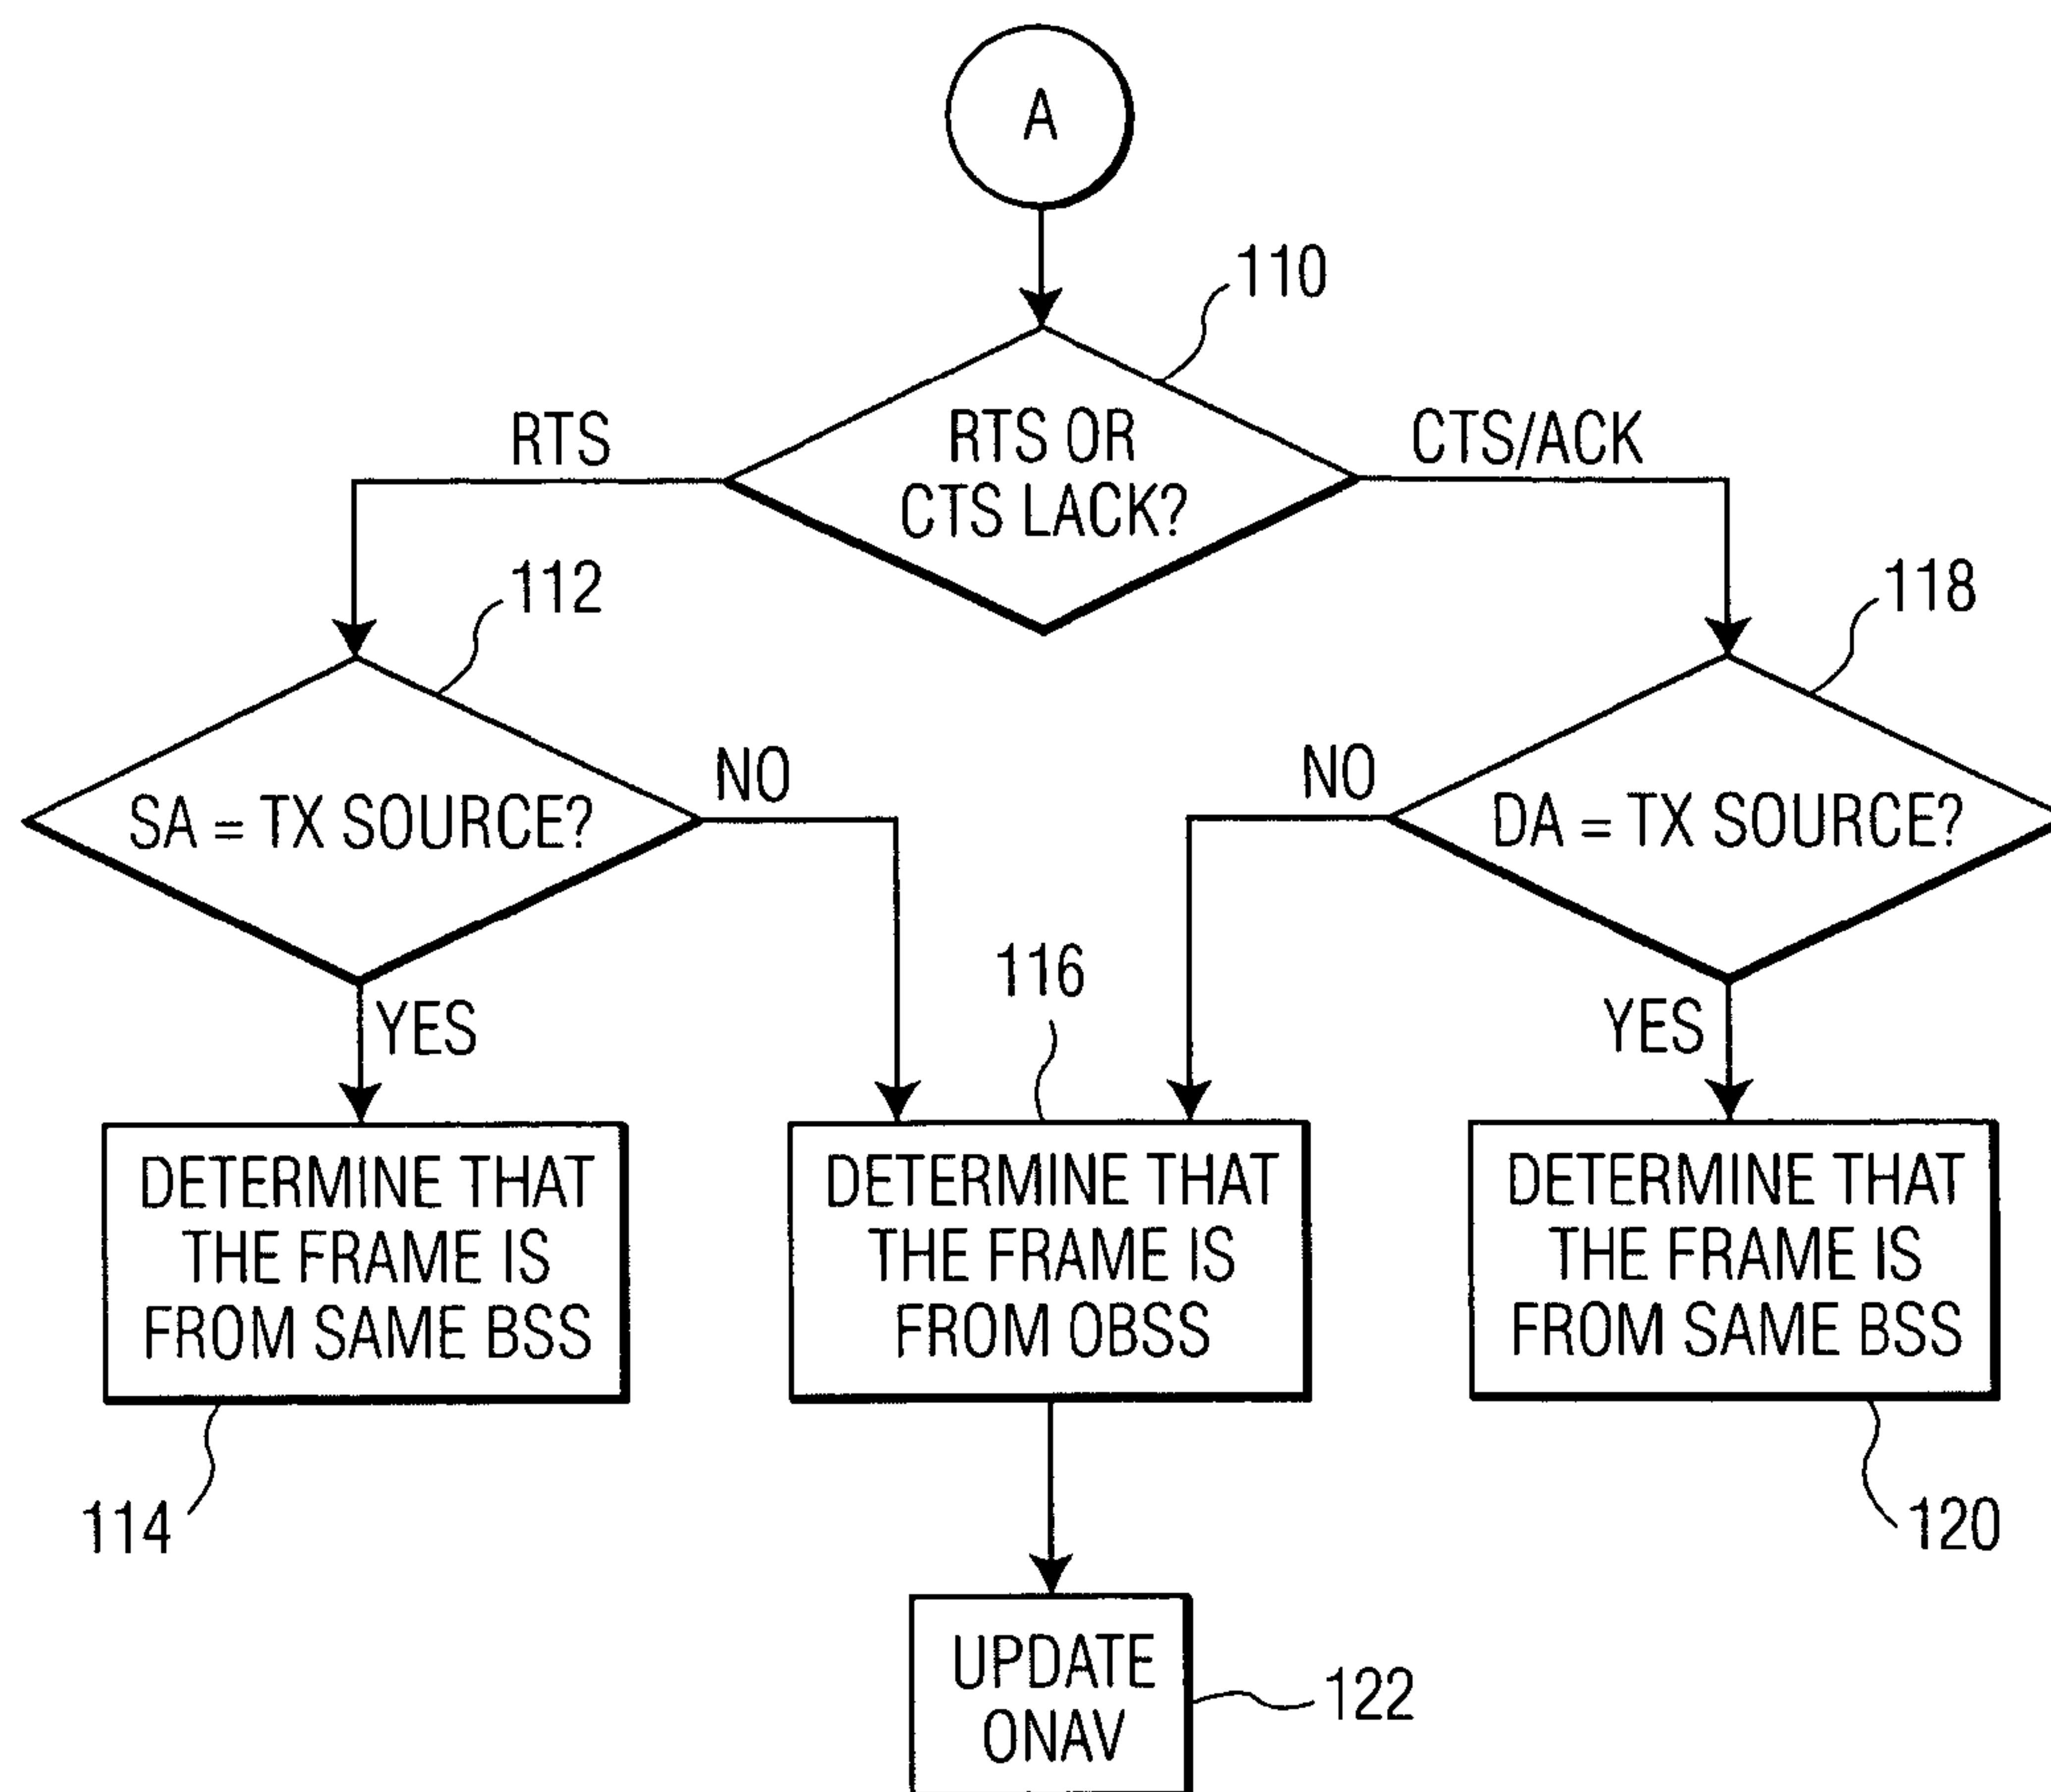 A
110
RTS OR
CTS LACK?
RTS
CTS/ACK
112
118
SA = TX SOURCE?
NO
NO
DA = TX SOURCE?
YES
116
YES
DETERMINE THAT
THE FRAME IS
FROM SAME BSS
DETERMINE THAT
THE FRAME IS
FROM OBSS
DETERMINE THAT
THE FRAME IS
FROM SAME BSS
114
120
UPDATE
ONAV
122